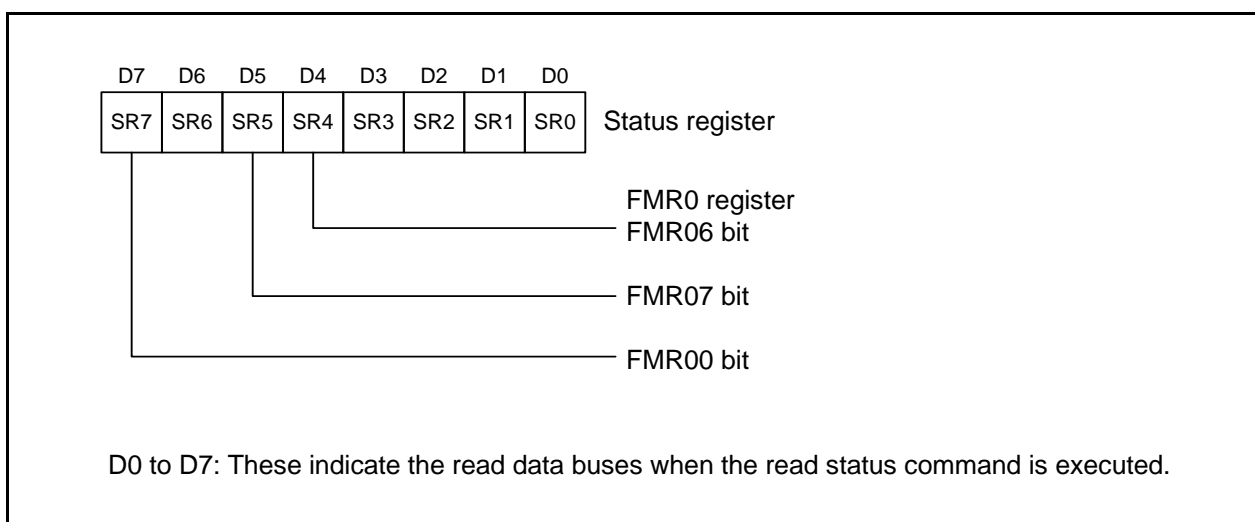 D7 D6 D5 D4 D3 D2 D1 D0
SR7 SR6 SR5 SR4 SR3 SR2 SR1 SR0 Status register
FMR0 register
FMR06 bit
FMR07 bit
FMR00 bit
D0 to D7: These indicate the read data buses when the read status command is executed.